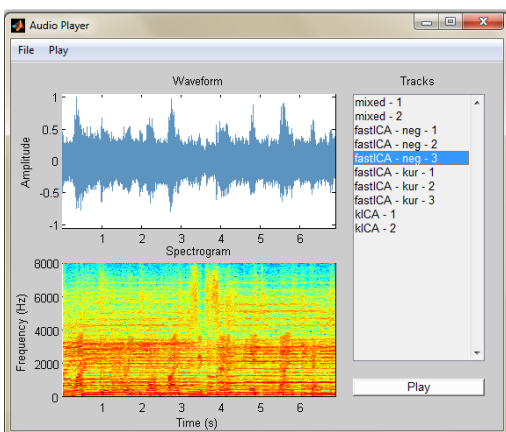 Audio Player
File Play
Waveform
1
0.5
0
-0.5
-1
Amplitude
1 2 3 4 5 6
Spectrogram
8000
6000
4000
2000
0
Frequency (Hz)
1 2 3 4 5 6
Time (s)
Tracks
mixed - 1
mixed - 2
fastICA - neg - 1
fastICA - neg - 2
fastICA - neg - 3
fastICA - kur - 1
fastICA - kur - 2
fastICA - kur - 3
kICA - 1
kICA - 2
Play